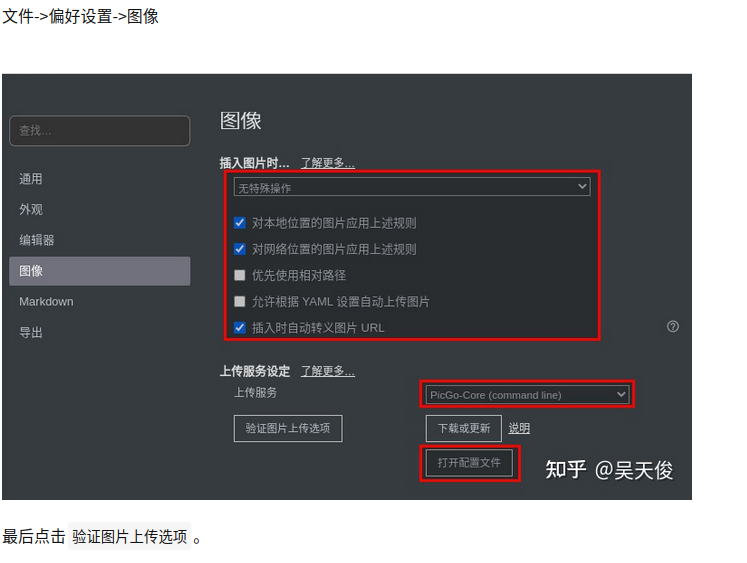 文件->偏好设置->图像
图像
查找…
插入图片时… 了解更多…
无特殊操作
通用
外观
对本地位置的图片应用上述规则
编辑器
对网络位置的图片应用上述规则
图像
优先使用相对路径
Markdown
允许根据 YAML 设置自动上传图片
导出
插入时自动转义图片 URL
上传服务设定 了解更多…
上传服务
PicGo-Core (command line)
验证图片上传选项
下载或更新 说明
打开配置文件
知乎 @吴天俊
最后点击 验证图片上传选项 。